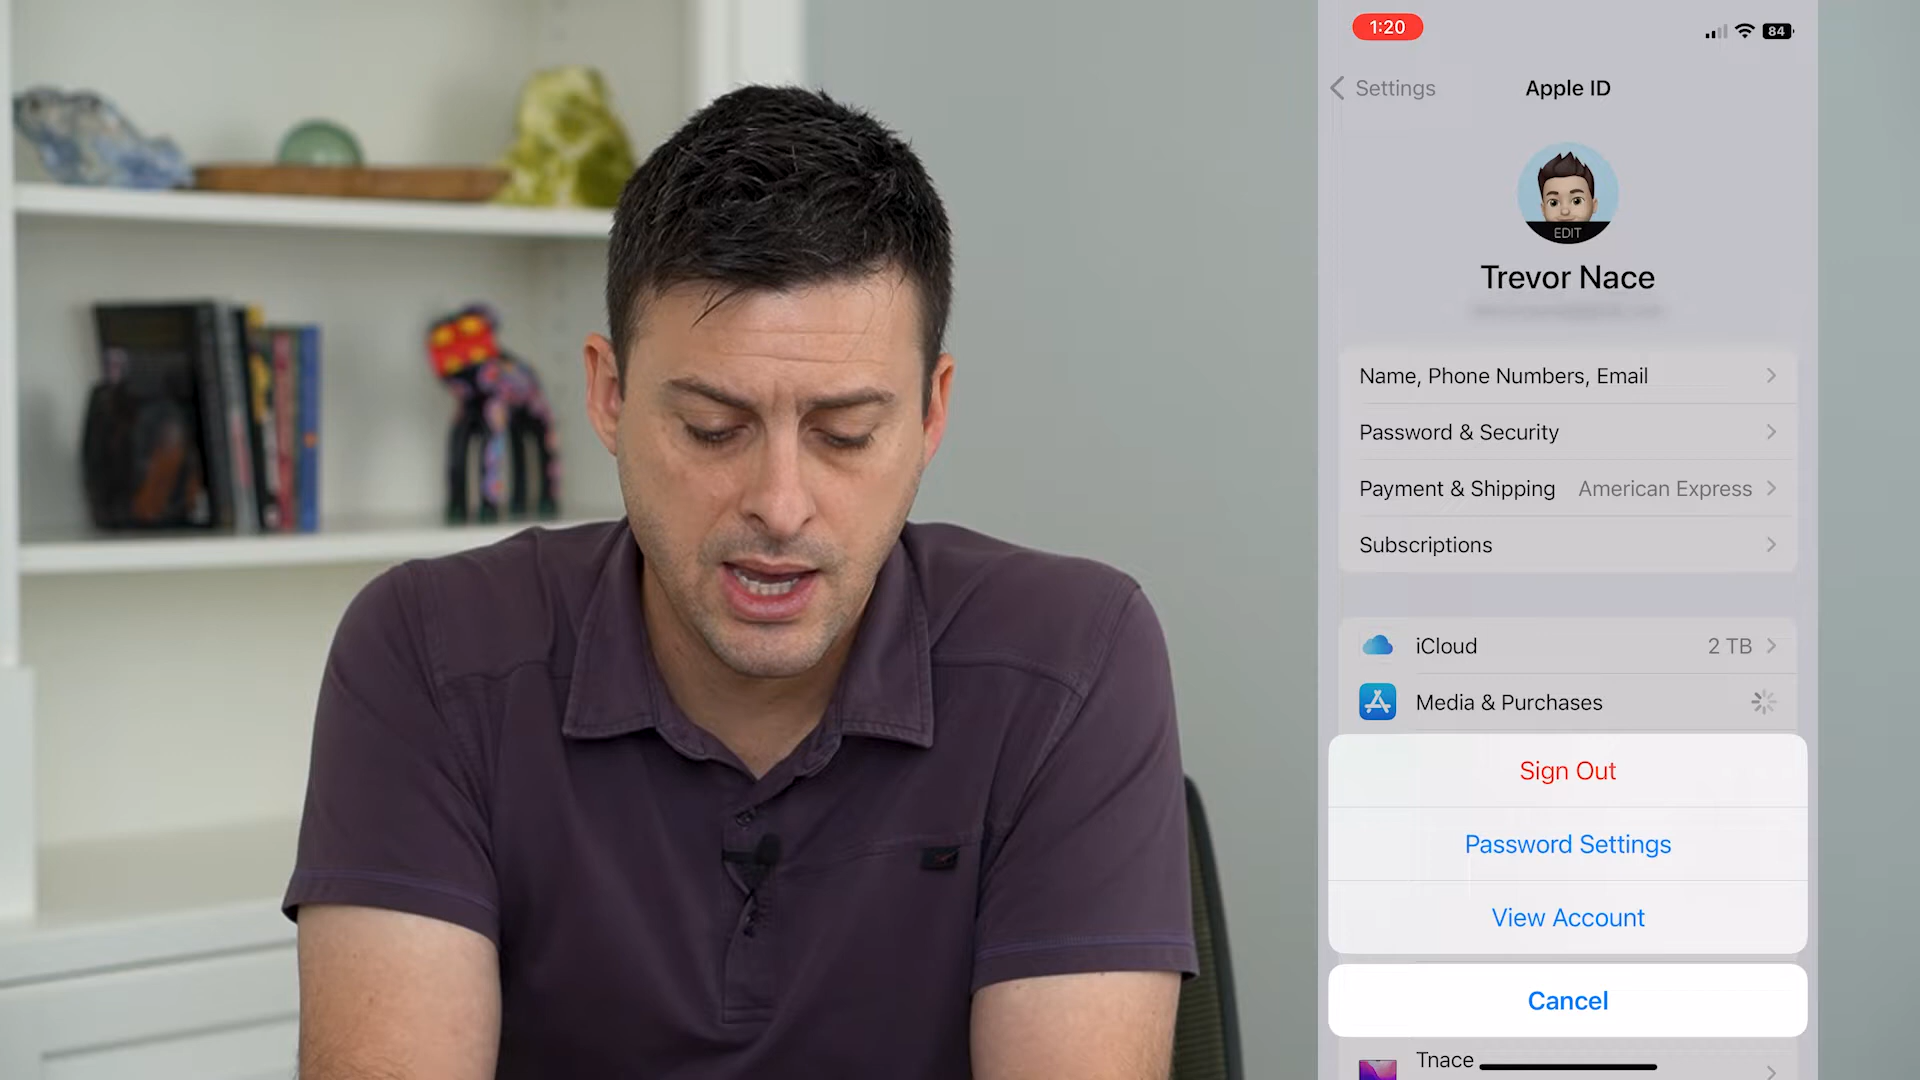 1:20
84
Settings
Apple ID
EDIT
Trevor Nace
Name, Phone Numbers, Email
Password & Security
Payment & Shipping American Express
Subscriptions
iCloud 2 TB
Media & Purchases
Sign Out
Password Settings
View Account
Cancel
Tnace